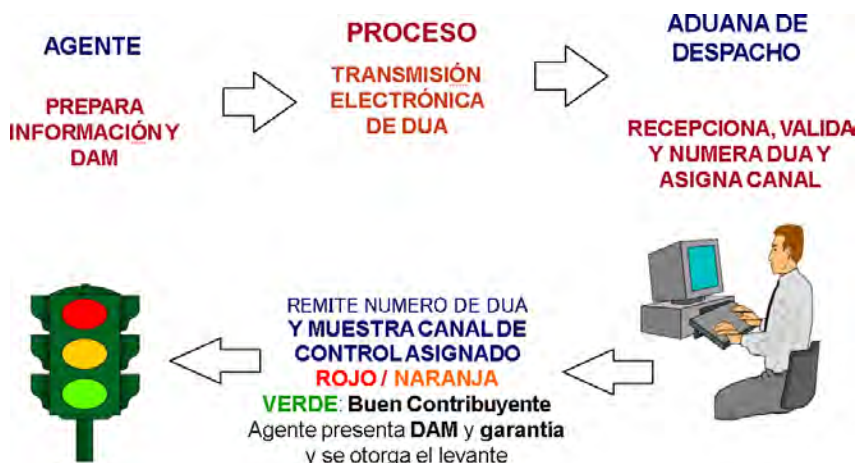 AGENTE
PREPARA
INFORMACIÓN Y
DAM
PROCESO
TRANSMISIÓN
ELECTRÓNICA
DE DUA
ADUANA DE
DESPACHO
RECEPCIONA, VALIDA
Y NUMERA DUA Y
ASIGNA CANAL
REMITE NUMERO DE DUA
Y MUESTRA CANAL DE
CONTROL ASIGNADO
ROJO / NARANJA
VERDE: Buen Contribuyente
Agente presenta DAM y garantía
y se otorga el levante